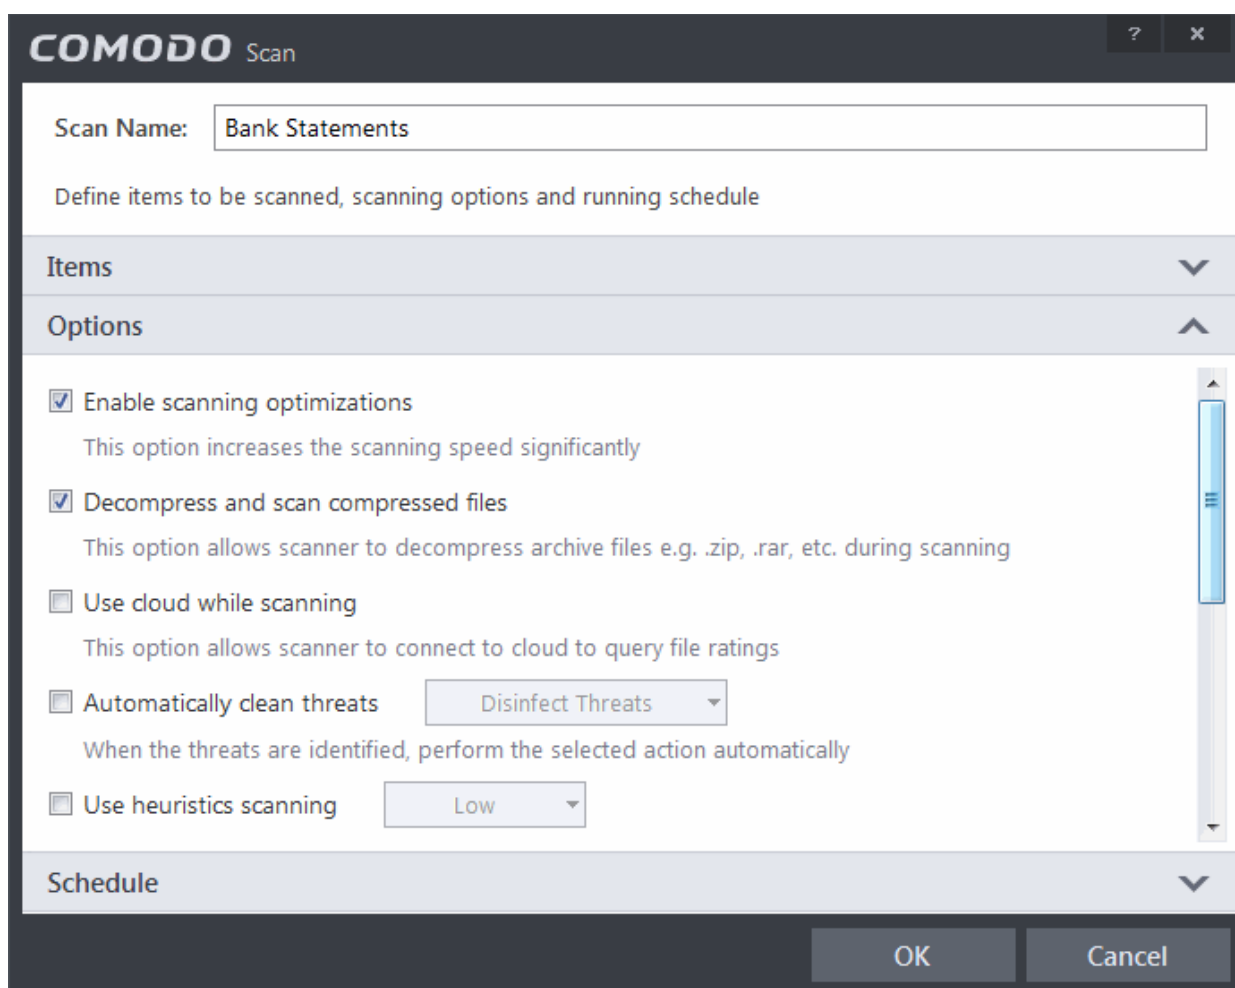 COMODO Scan
? x
Scan Name: Bank Statements
Define items to be scanned, scanning options and running schedule
Items
Options
Enable scanning optimizations
This option increases the scanning speed significantly
Decompress and scan compressed files
This option allows scanner to decompress archive files e.g. .zip, .rar, etc. during scanning
Use cloud while scanning
This option allows scanner to connect to cloud to query file ratings
Automatically clean threats Disinfect Threats
When the threats are identified, perform the selected action automatically
Use heuristics scanning Low
Schedule
OK Cancel